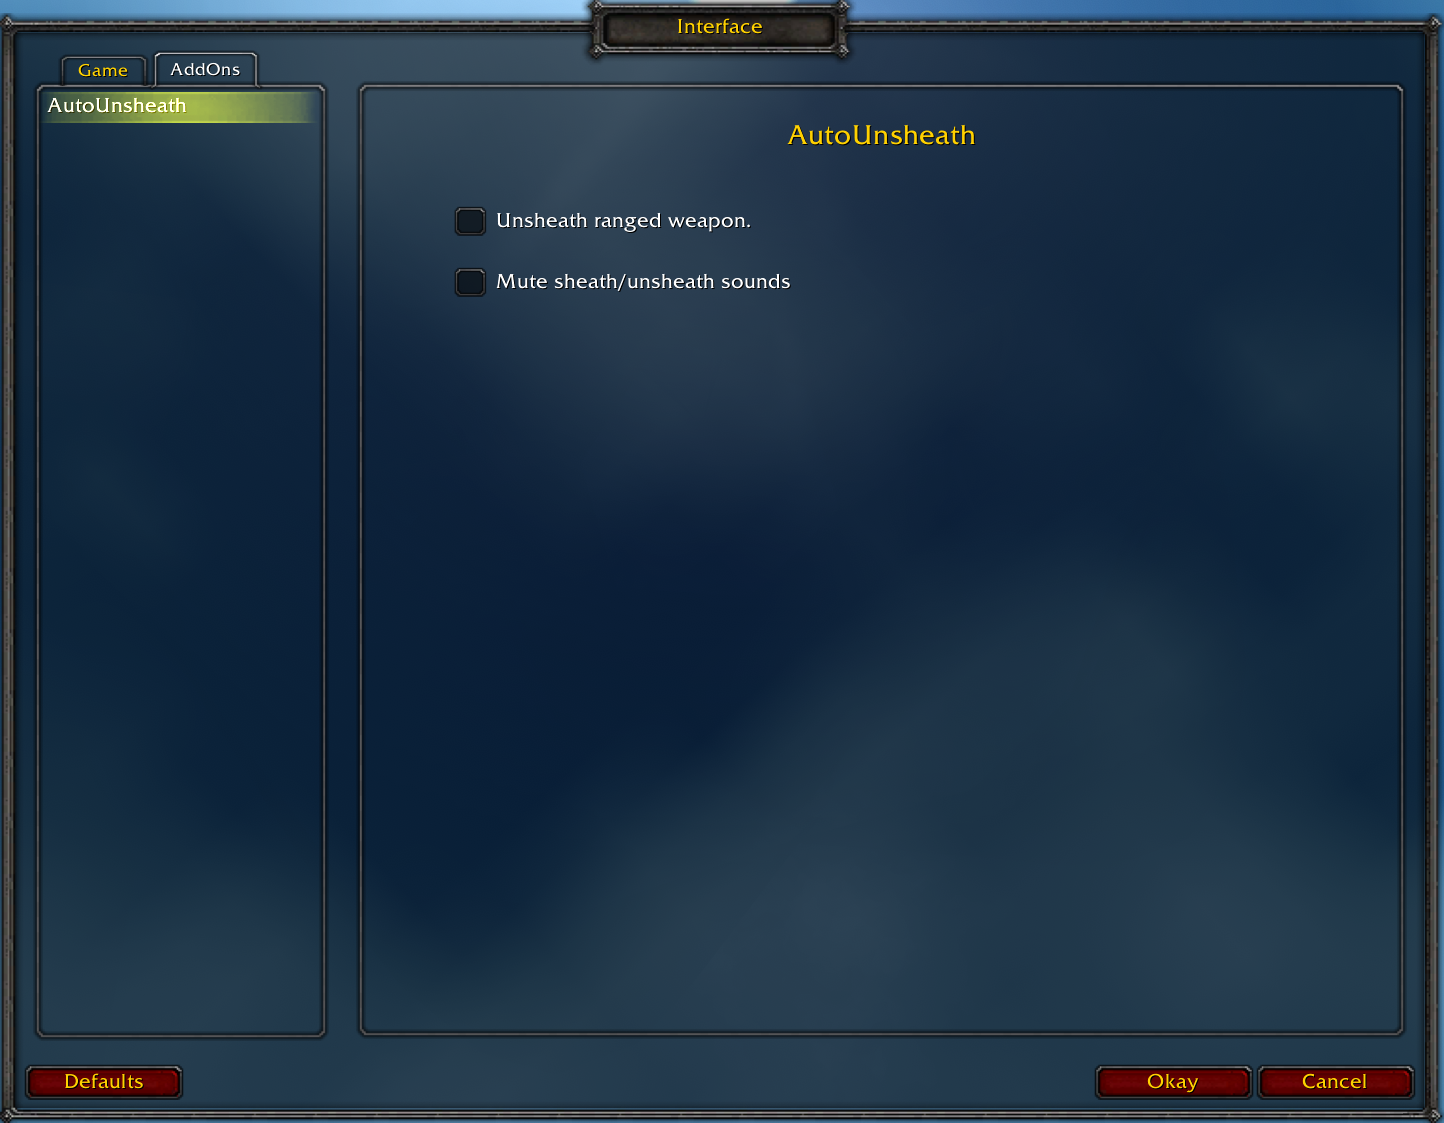 Interface
Game
AddOns
AutoUnsheath
AutoUnsheath
Unsheath ranged weapon.
Mute sheath/unsheath sounds
Defaults
Okay
Cancel